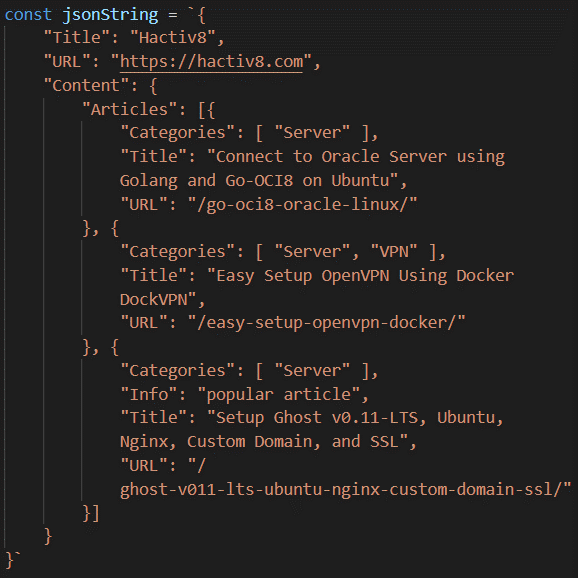 const jsonString = `{
    "Title": "Hactiv8",
    "URL": "https://hactiv8.com",
    "Content": {
        "Articles": [{
            "Categories": [ "Server" ],
            "Title": "Connect to Oracle Server using
            Golang and Go-OCI8 on Ubuntu",
            "URL": "/go-oci8-oracle-linux/"
        }, {
            "Categories": [ "Server", "VPN" ],
            "Title": "Easy Setup OpenVPN Using Docker
            DockVPN",
            "URL": "/easy-setup-openvpn-docker/"
        }, {
            "Categories": [ "Server" ],
            "Info": "popular article",
            "Title": "Setup Ghost v0.11-LTS, Ubuntu,
            Nginx, Custom Domain, and SSL",
            "URL": "/
            ghost-v011-lts-ubuntu-nginx-custom-domain-ssl/"
        }]
    }
}`